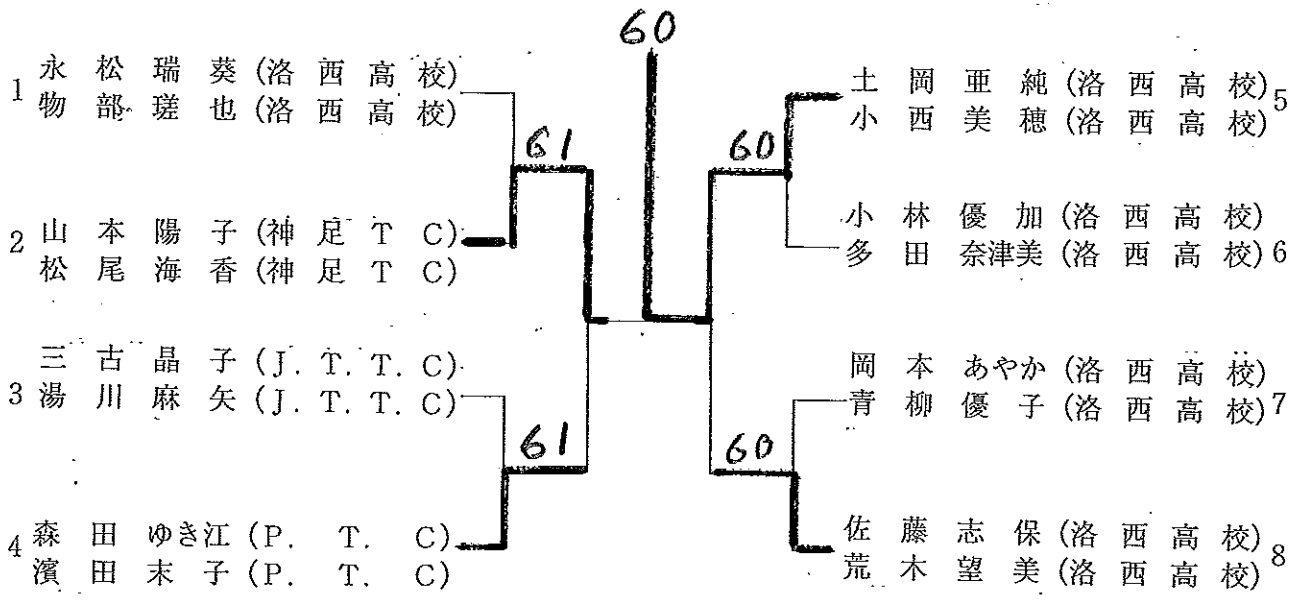 60
1 永松瑞葵(洛西高校)
物部瑳也(洛西高校)
61
2 山本陽子(神足TC)
松尾海香(神足TC)
三古晶子(J.T.T.C)
3 湯川麻矢(J.T.T.C)
61
4 森田ゆき江(P.T.C)
濱田末子(P.T.C)
土岡亜純(洛西高校)5
小西美穂(洛西高校)
60
小林優加(洛西高校)
多田奈津美(洛西高校)6
岡本あやか(洛西高校)
青柳優子(洛西高校)7
60
佐藤志保(洛西高校)8
荒木望美(洛西高校)